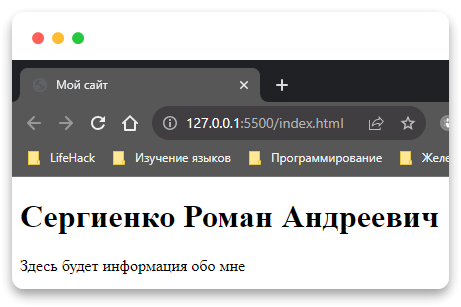 Мой сайт
127.0.0.1:5500/index.html
LifeHack Изучение языков Программирование Желе
Сергиенко Роман Андреевич
Здесь будет информация обо мне